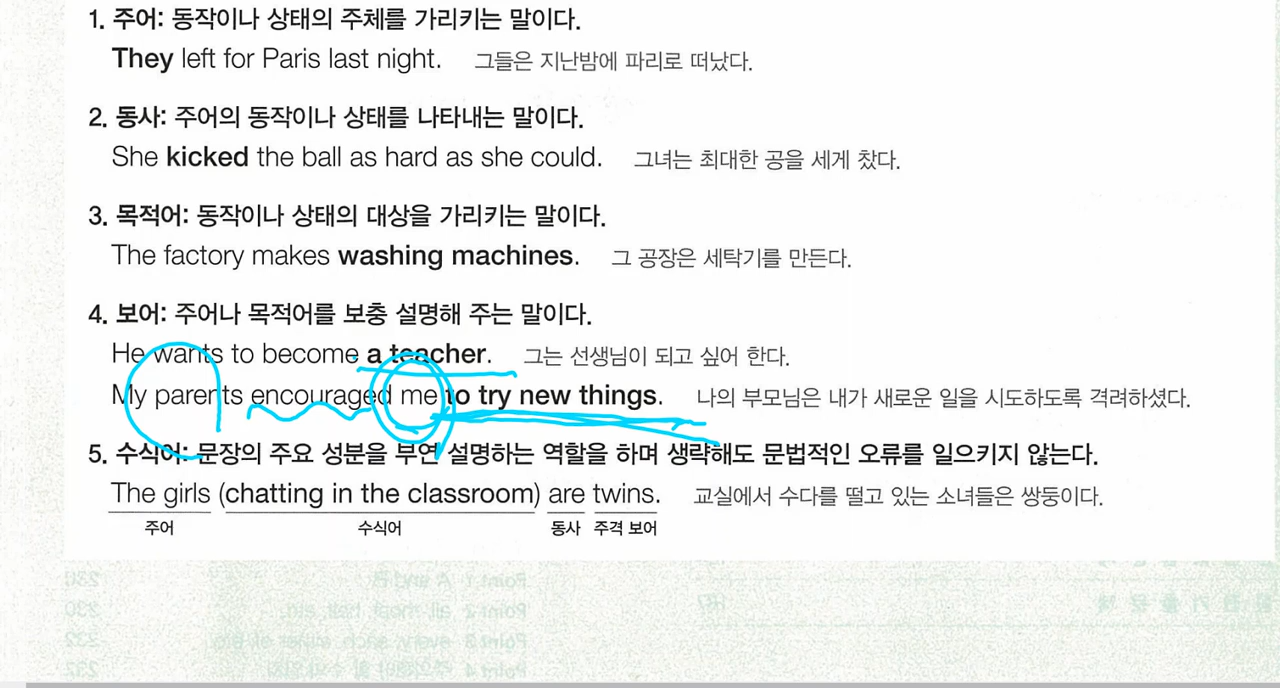 1. 주어: 동작이나 상태의 주체를 가리키는 말이다.
They left for Paris last night. 그들은 지난밤에 파리로 떠났다.
2. 동사: 주어의 동작이나 상태를 나타내는 말이다.
She kicked the ball as hard as she could. 그녀는 최대한 공을 세게 찼다.
3. 목적어: 동작이나 상태의 대상을 가리키는 말이다.
The factory makes washing machines. 그 공장은 세탁기를 만든다.
4. 보어: 주어나 목적어를 보충 설명해 주는 말이다.
He wants to become a teacher. 그는 선생님이 되고 싶어 한다.
My parents encouraged me to try new things. 나의 부모님은 내가 새로운 일을 시도하도록 격려하셨다.
5. 수식어: 문장의 주요 성분을 부연 설명하는 역할을 하며 생략해도 문법적인 오류를 일으키지 않는다.
The girls (chatting in the classroom) are twins. 교실에서 수다를 떨고 있는 소녀들은 쌍둥이다.
주어 수식어 동사 주격 보어